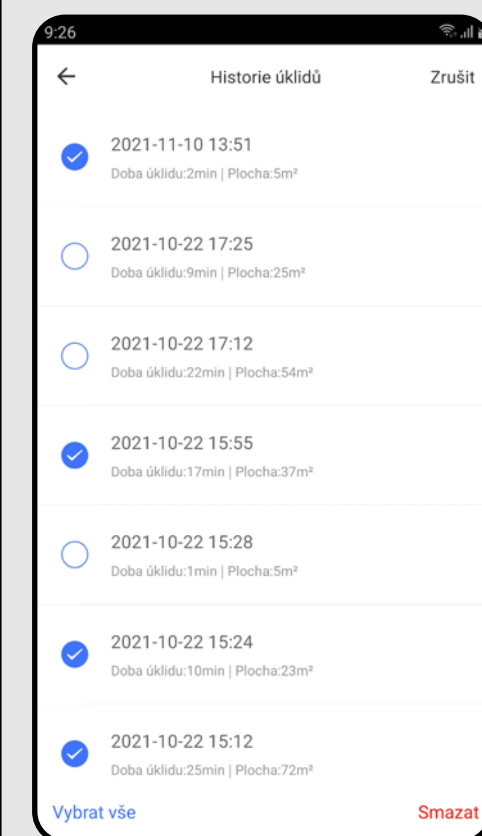 9:26
Historie úklidů Zrušit
2021-11-10 13:51
Doba úklidu:2min | Plocha:5m²
2021-10-22 17:25
Doba úklidu:9min | Plocha:25m²
2021-10-22 17:12
Doba úklidu:22min | Plocha:54m²
2021-10-22 15:55
Doba úklidu:17min | Plocha:37m²
2021-10-22 15:28
Doba úklidu:1min | Plocha:5m²
2021-10-22 15:24
Doba úklidu:10min | Plocha:23m²
2021-10-22 15:12
Doba úklidu:25min | Plocha:72m²
Vybrat vše Smazat